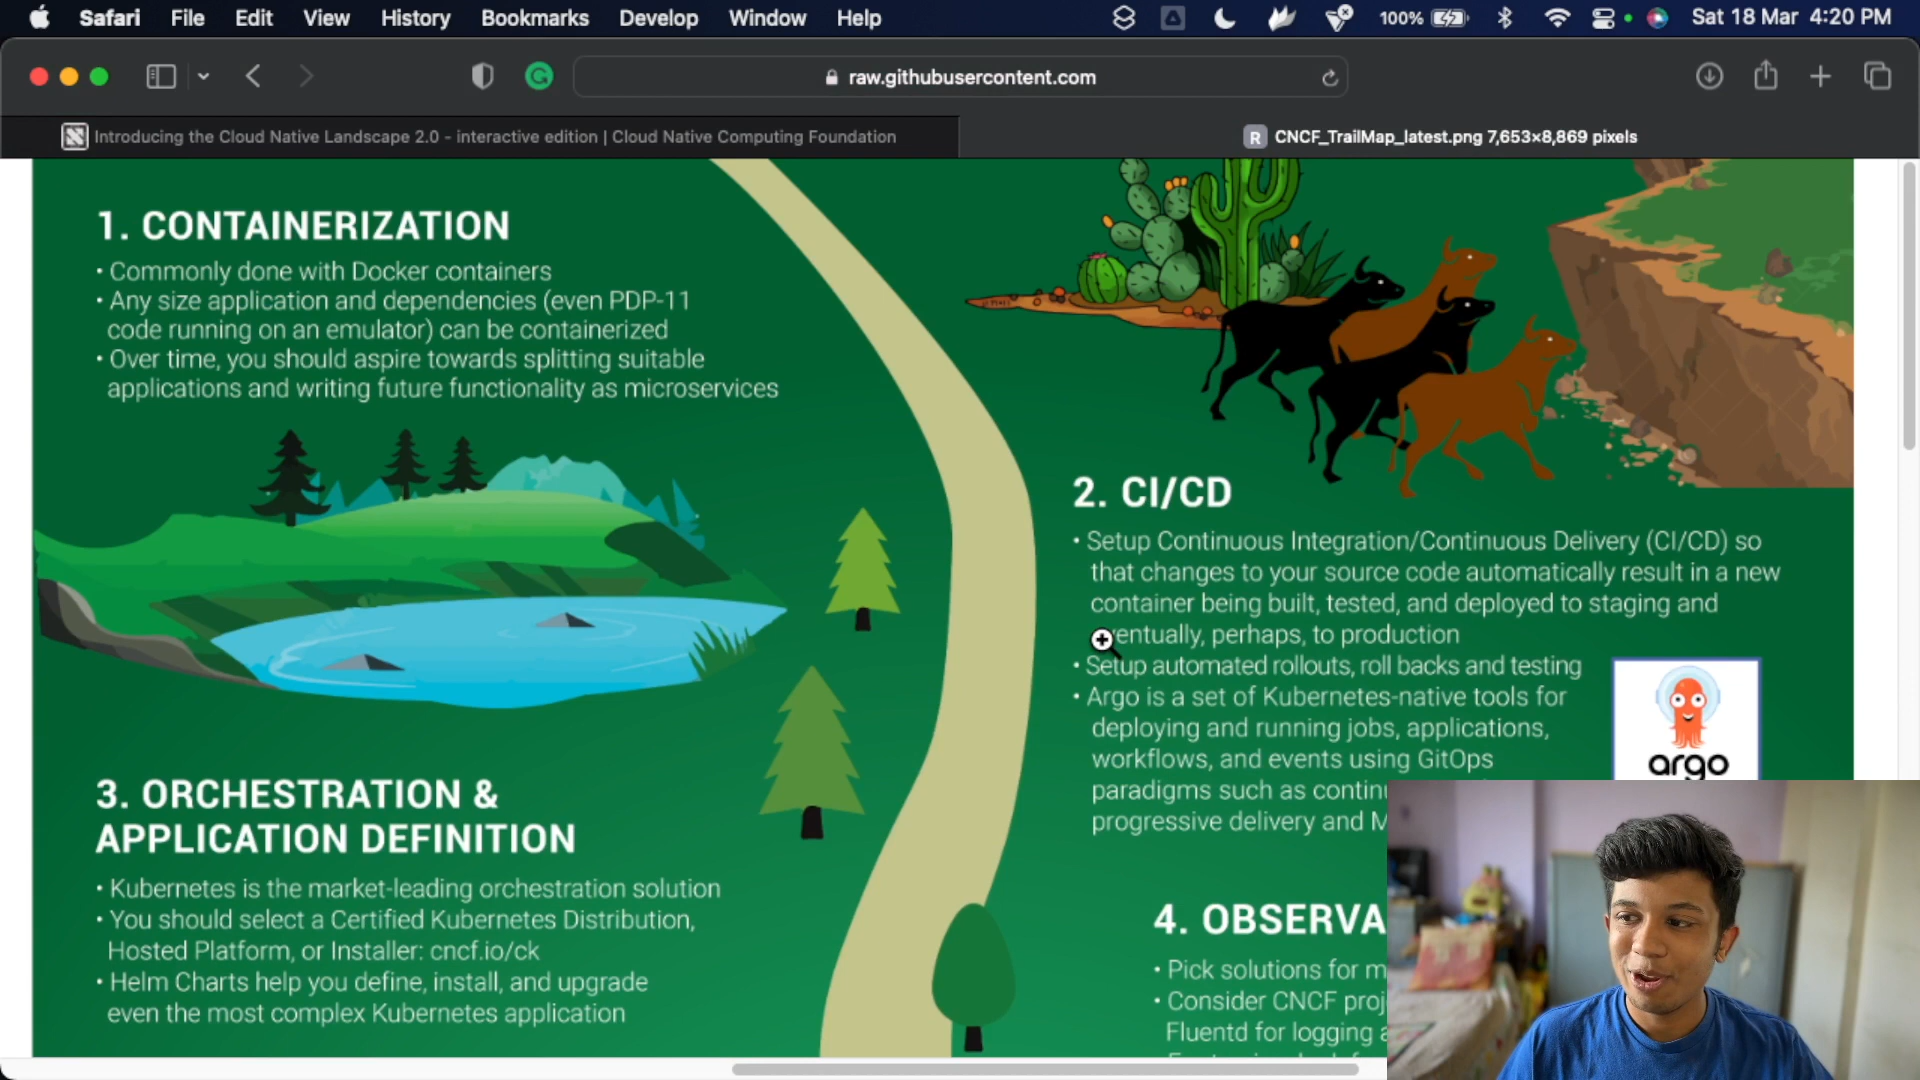 Safari File Edit View History Bookmarks Develop Window Help 100% Sat 18 Mar 4:20 PM
raw.githubusercontent.com
Introducing the Cloud Native Landscape 2.0 - interactive edition | Cloud Native Computing Foundation
R CNCF_TrailMap_latest.png 7,653×8,869 pixels
1. CONTAINERIZATION
• Commonly done with Docker containers
• Any size application and dependencies (even PDP-11
code running on an emulator) can be containerized
• Over time, you should aspire towards splitting suitable
applications and writing future functionality as microservices
2. CI/CD
• Setup Continuous Integration/Continuous Delivery (CI/CD) so
that changes to your source code automatically result in a new
container being built, tested, and deployed to staging and
eventually, perhaps, to production
• Setup automated rollouts, roll backs and testing
• Argo is a set of Kubernetes-native tools for
deploying and running jobs, applications,
workflows, and events using GitOps
paradigms such as contin
progressive delivery and M
argo
3. ORCHESTRATION &
APPLICATION DEFINITION
• Kubernetes is the market-leading orchestration solution
• You should select a Certified Kubernetes Distribution,
Hosted Platform, or Installer: cncf.io/ck
• Helm Charts help you define, install, and upgrade
even the most complex Kubernetes application
4. OBSERVA
• Pick solutions for m
• Consider CNCF proj
Fluentd for logging